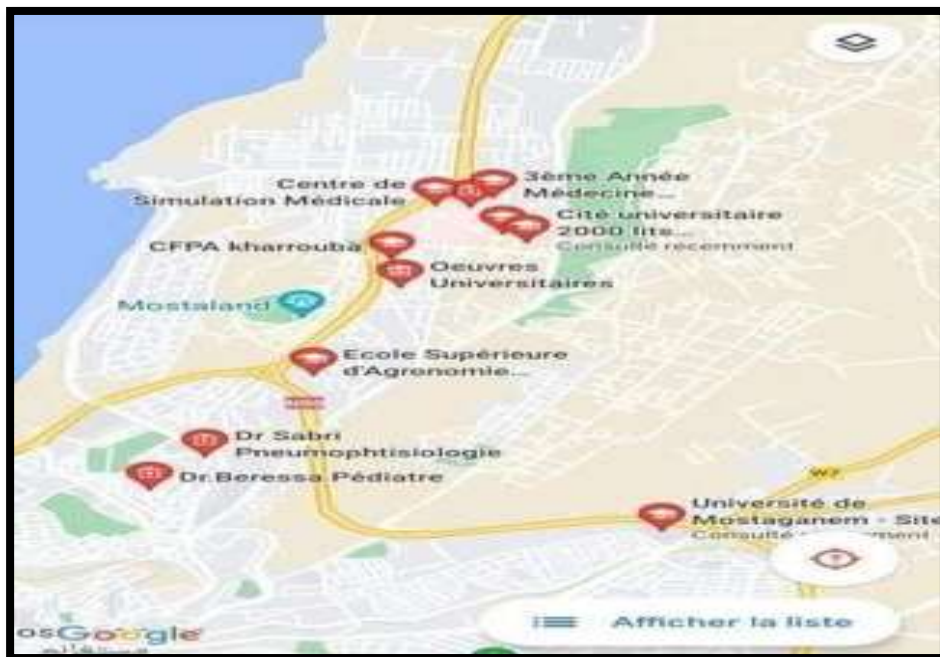 3ème Année
Médecine...
Centre de
Simulation Médicale
Cité universitaire
2000 lits...
Consulté récemment
CFPA kharrouba
Oeuvres
Universitaires
Mostaland
Ecole Supérieure
d'Agronomie...
Dr Sabri
Pneumophtisiologie
Dr.Beressa Pédiatre
W7
Université de
Mostaganem - Site
Consulté
Google
Afficher la liste